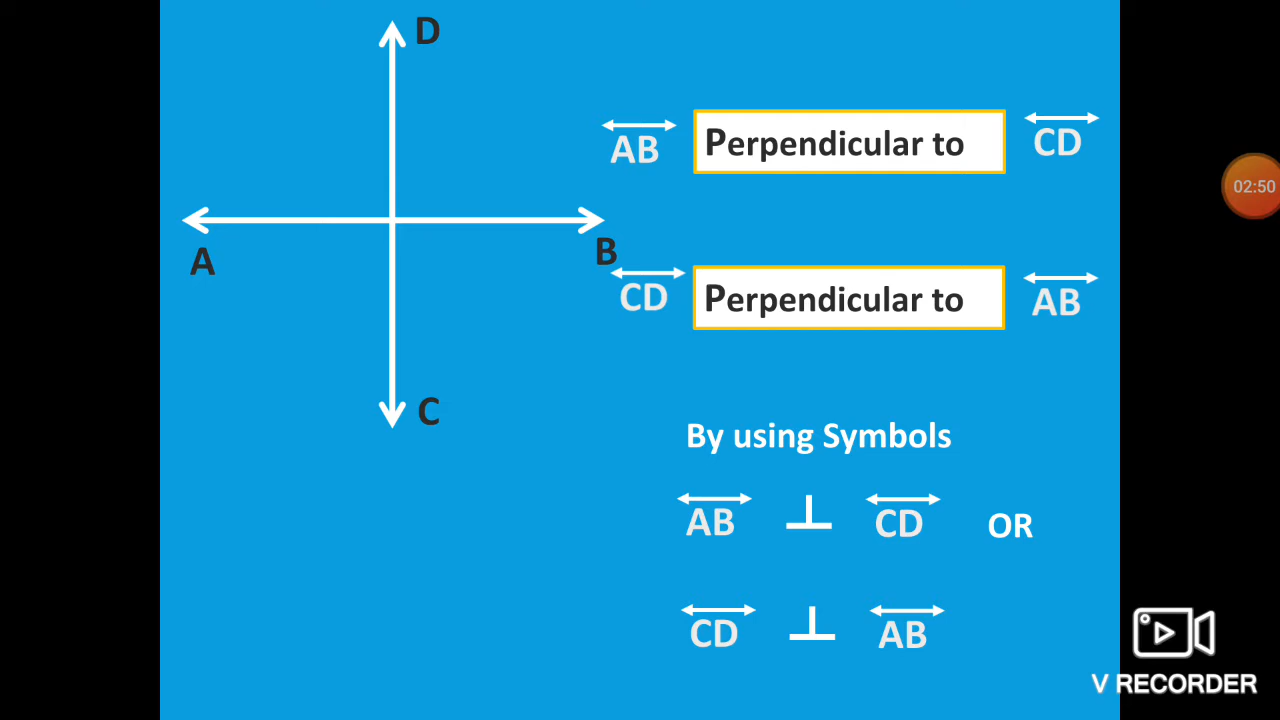 D
AB Perpendicular to CD
02:50
A
B
CD Perpendicular to AB
C
By using Symbols
AB ⊥ CD OR
CD ⊥ AB
V RECORDER